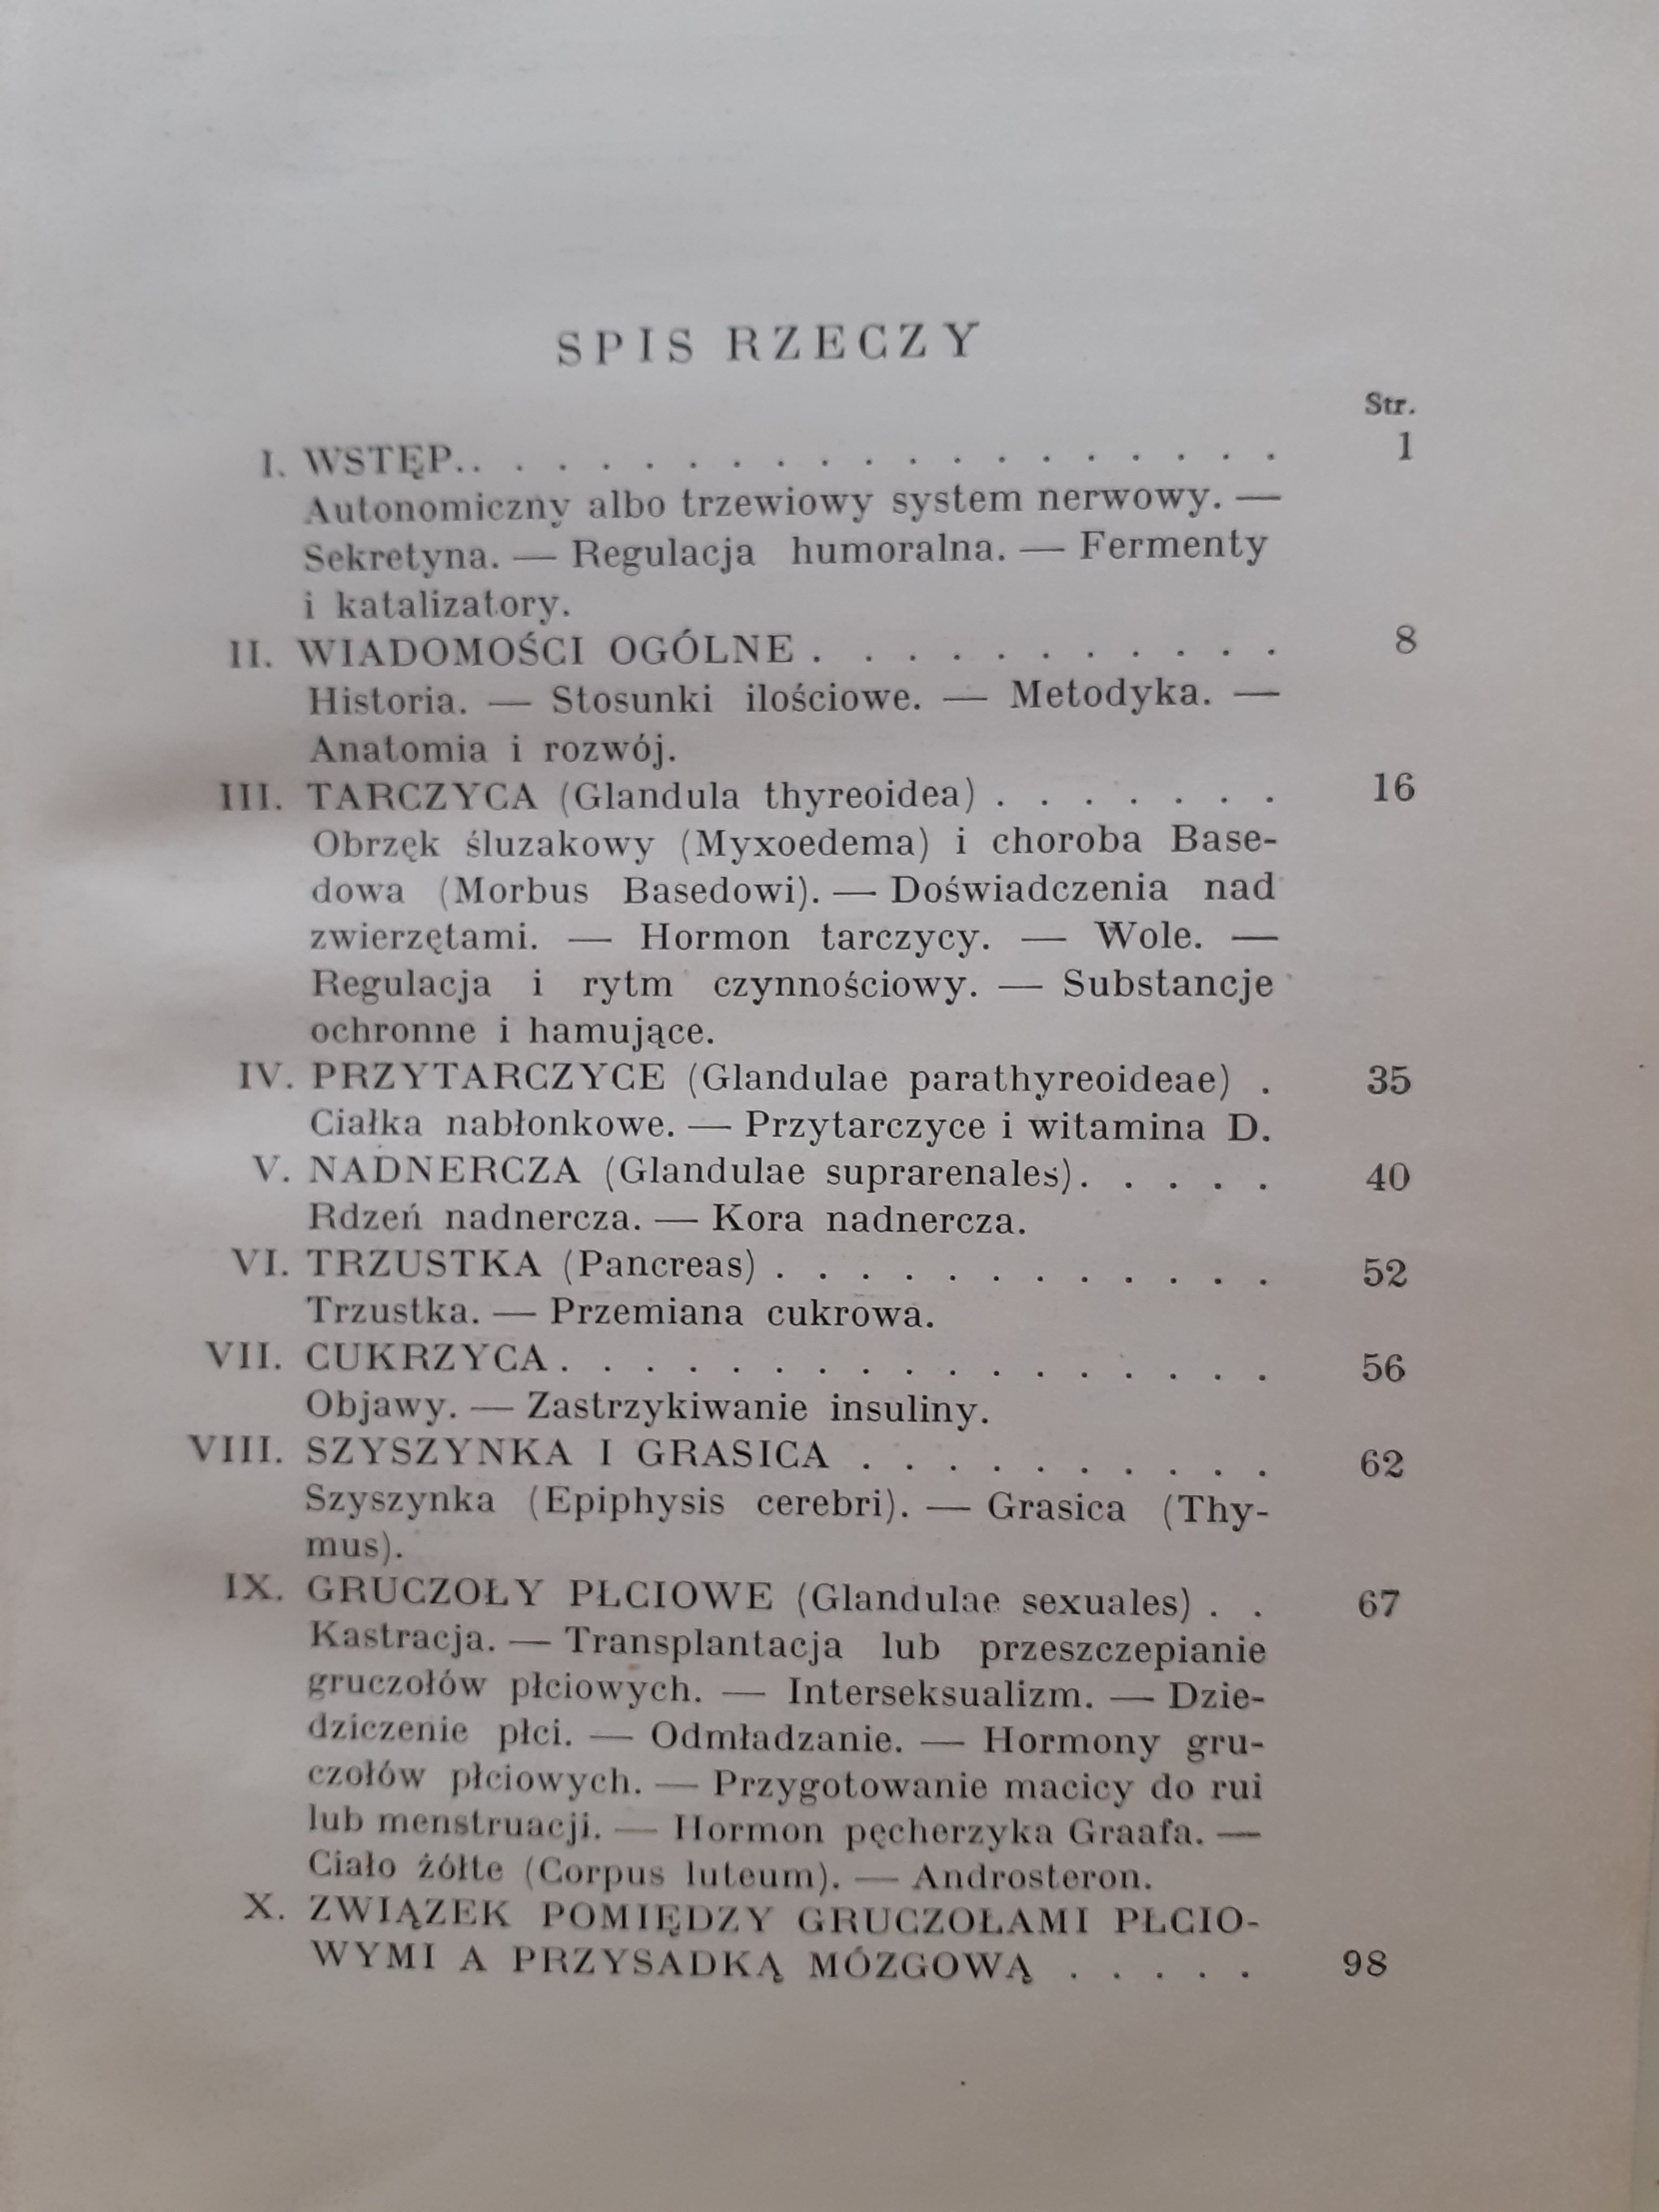 SPIS RZECZY
Str.
I. WSTĘP. . . . . . . . . . . . . . . . . . . . 1
Autonomiczny albo trzewiowy system nerwowy. —
Sekretyna. — Regulacja humoralna. — Fermenty
i katalizatory.
II. WIADOMOŚCI OGÓLNE . . . . . . . . . . . 8
Historia. — Stosunki ilościowe. — Metodyka. —
Anatomia i rozwój.
III. TARCZYCA (Glandula thyreoidea) . . . . . . . 16
Obrzęk śluzakowy (Myxoedema) i choroba Base-
dowa (Morbus Basedowi). — Doświadczenia nad
zwierzętami. — Hormon tarczycy. — Wole. —
Regulacja i rytm czynnościowy. — Substancje
ochronne i hamujące.
IV. PRZYTARCZYCE (Glandulae parathyreoideae) . 35
Ciałka nabłonkowe. — Przytarczyce i witamina D.
V. NADNERCZA (Glandulae suprarenales). . . . . 40
Rdzeń nadnercza. — Kora nadnercza.
VI. TRZUSTKA (Pancreas) . . . . . . . . . . . . 52
Trzustka. — Przemiana cukrowa.
VII. CUKRZYCA. . . . . . . . . . . . . . . . . 56
Objawy. — Zastrzykiwanie insuliny.
VIII. SZYSZYNKA I GRASICA . . . . . . . . . . 62
Szyszynka (Epiphysis cerebri). — Grasica (Thy-
mus).
IX. GRUCZOŁY PŁCIOWE (Glandulae sexuales) . . 67
Kastracja. — Transplantacja lub przeszczepianie
gruczołów płciowych. — Interseksualizm. — Dzie-
dziczenie płci. — Odmładzanie. — Hormony gru-
czołów płciowych. — Przygotowanie macicy do rui
lub menstruacji. — Hormon pęcherzyka Graafa. —
Ciało żółte (Corpus luteum). — Androsteron.
X. ZWIĄZEK POMIĘDZY GRUCZOŁAMI PŁCIO-
WYMI A PRZYSADKĄ MÓZGOWĄ . . . . . 98